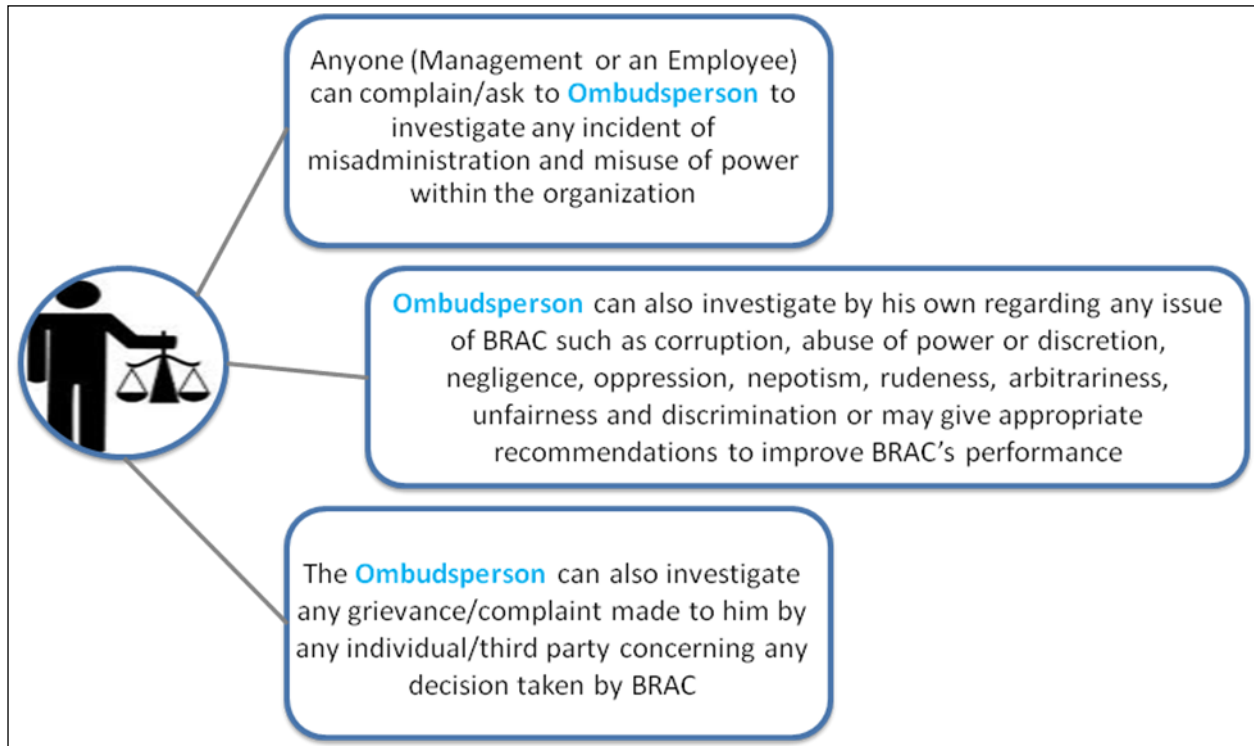 Anyone (Management or an Employee)
can complain/ask to Ombudsperson to
investigate any incident of
misadministration and misuse of power
within the organization
Ombudsperson can also investigate by his own regarding any issue
of BRAC such as corruption, abuse of power or discretion,
negligence, oppression, nepotism, rudeness, arbitrariness,
unfairness and discrimination or may give appropriate
recommendations to improve BRAC’s performance
The Ombudsperson can also investigate
any grievance/complaint made to him by
any individual/third party concerning any
decision taken by BRAC